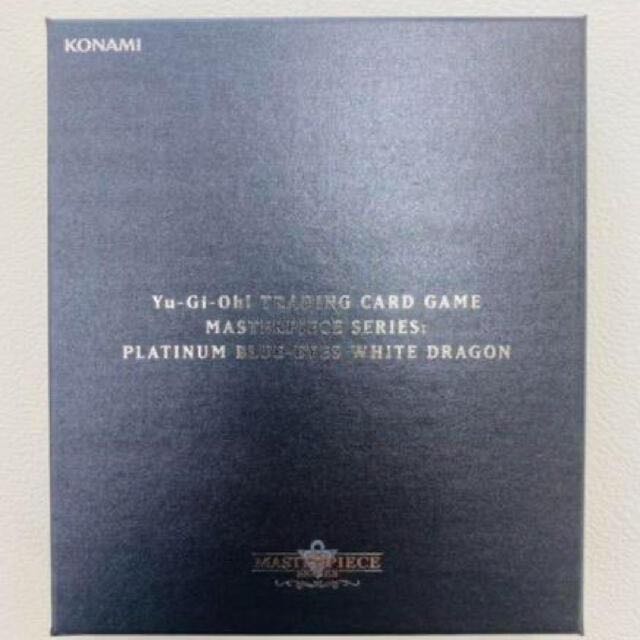 KONAMI
Yu-Gi-Oh! TRADING CARD GAME
MASTERPIECE SERIES:
PLATINUM BLUE-EYES WHITE DRAGON
MASTERPIECE